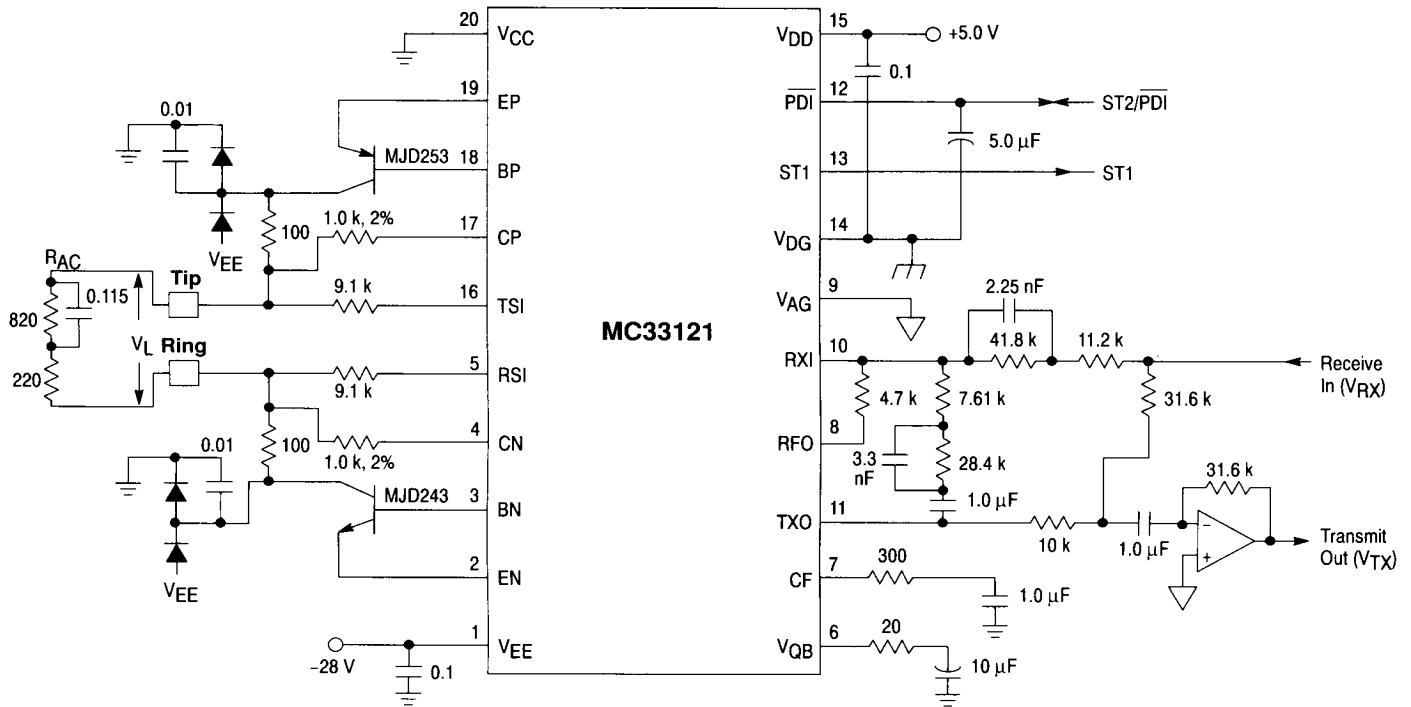 20
VCC
15
VDD
+5.0 V
0.1
19
EP
12
PDI
ST2/PDI
0.01
MJD253
18
BP
5.0 μF
13
ST1
ST1
1.0 k, 2%
17
CP
100
14
VDG
VEE
RAC
Tip
9.1 k
16
TSI
0.115
820
9
VAG
2.25 nF
MC33121
VL
Ring
10
RXI
41.8 k
11.2 k
Receive
In (VRX)
220
5
RSI
9.1 k
4.7 k
7.61 k
31.6 k
8
RFO
4
CN
100
1.0 k, 2%
0.01
3.3
nF
28.4 k
31.6 k
MJD243
3
BN
1.0 μF
11
TXO
10 k
1.0 μF
−
+
Transmit
Out (VTX)
VEE
2
EN
7
CF
300
1.0 μF
1
VEE
−28 V
0.1
6
VQB
20
10 μF